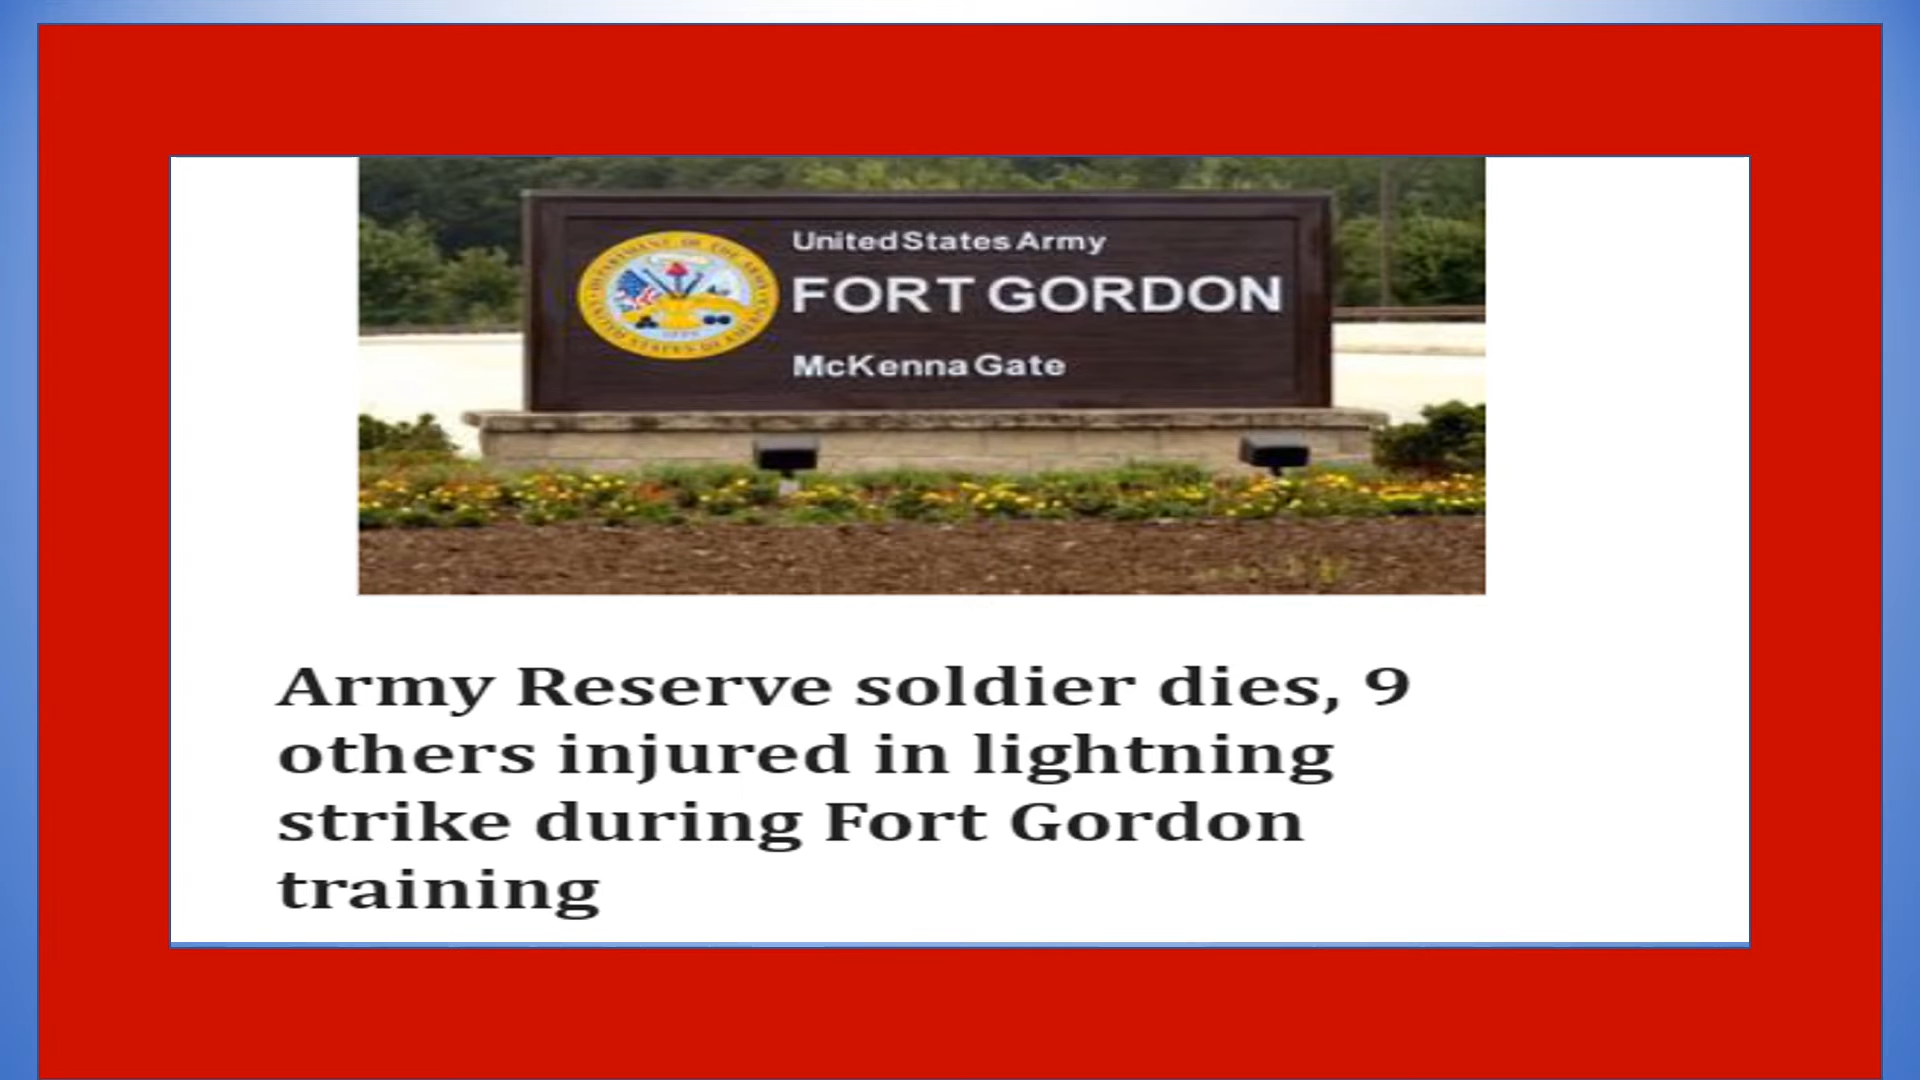 United States Army
FORT GORDON
McKenna Gate
Army Reserve soldier dies, 9
others injured in lightning
strike during Fort Gordon
training